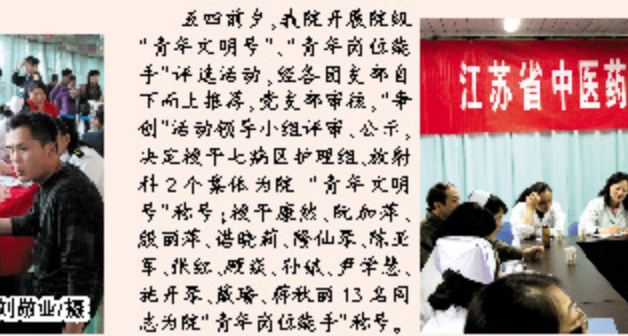 五四前夕,我院开展院级
“青年文明号”、“青年岗位能
手”评选活动,经各团支部自
下而上推荐,党支部审核,“争
创”活动领导小组评审、公示,
决定授予七病区护理组、放射
科2个集体为院 “青年文明
号”称号;授予康然、阮加萍、
殷丽萍、谌晓莉、隆仙琴、陈亚
军、张红、顾焱、孙斌、尹学慧、
施开琴、戴瑜、蒋秋丽13名同
志为院“青年岗位能手”称号。
刘勋业/摄
江苏省中医药